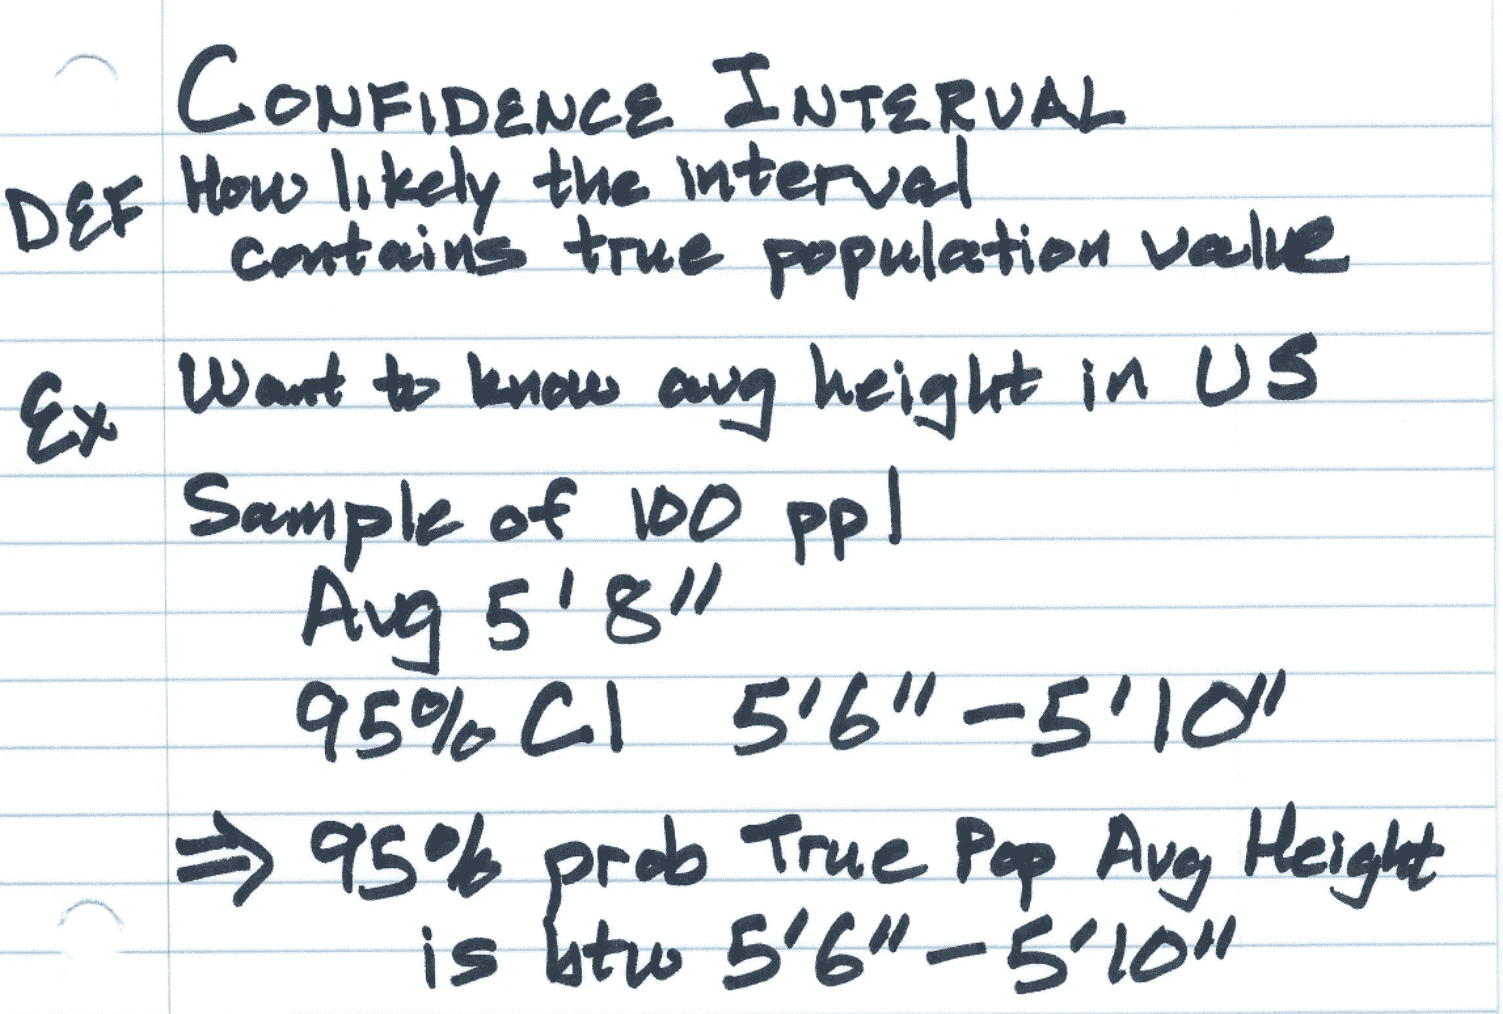 CONFIDENCE INTERVAL
DEF How likely the interval
contains true population value
Ex Want to know avg height in US
Sample of 100 ppl
Avg 5'8"
95% CI 5'6" - 5'10"
⇒ 95% prob True Pop Avg Height
is btw 5'6" - 5'10"